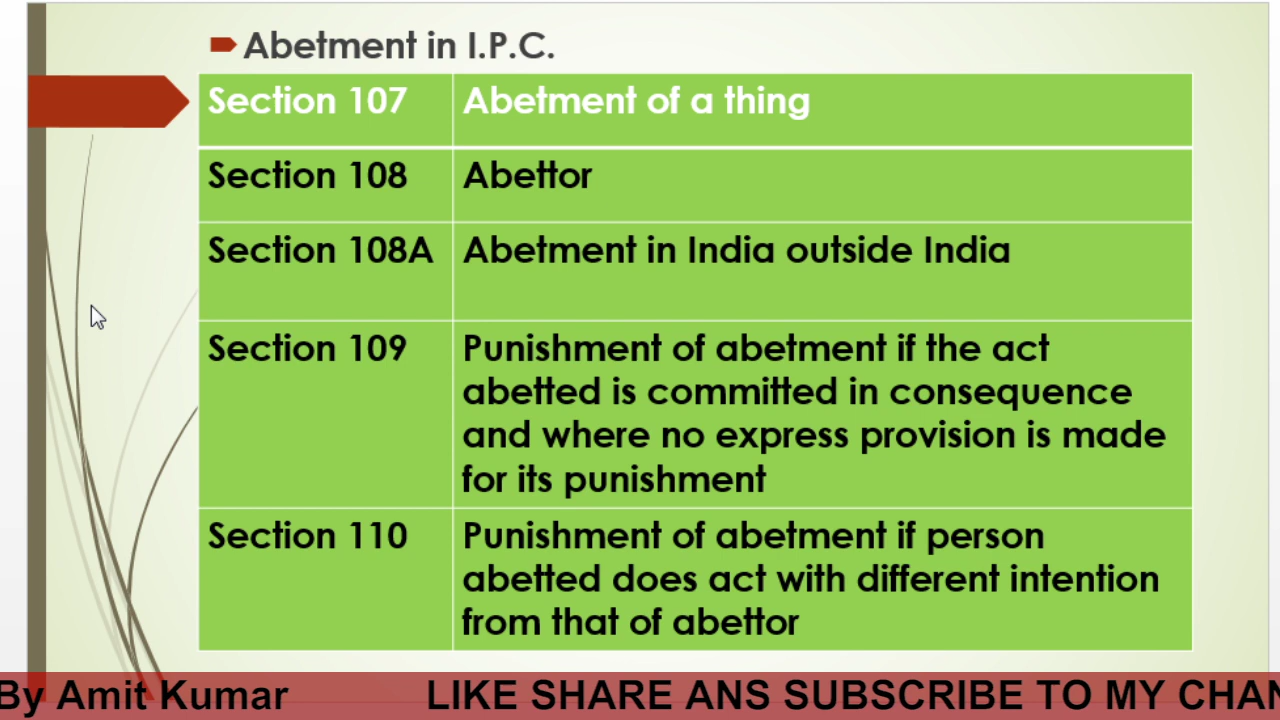 Abetment in I.P.C.
Section 107 Abetment of a thing
Section 108 Abettor
Section 108A Abetment in India outside India
Section 109 Punishment of abetment if the act
abetted is committed in consequence
and where no express provision is made
for its punishment
Section 110 Punishment of abetment if person
abetted does act with different intention
from that of abettor
By Amit Kumar LIKE SHARE ANS SUBSCRIBE TO MY CHAN